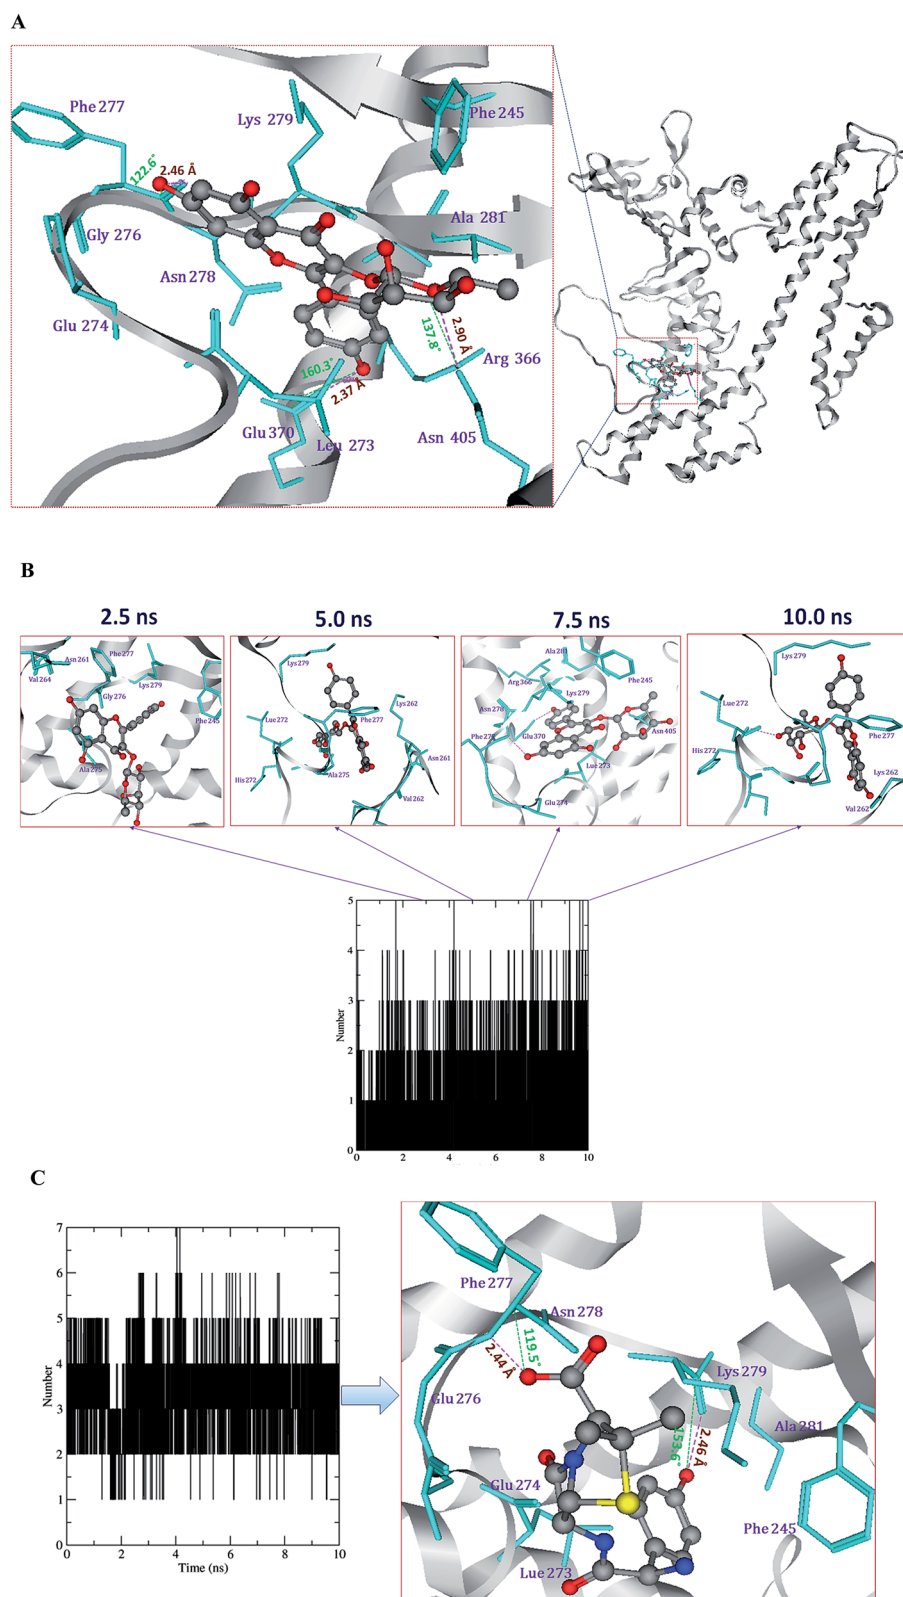 A
Phe 277
Lys 279
Phe 245
122.6°
2.46 Å
Gly 276
Ala 281
Asn 278
Glu 274
137.8°
2.90 Å
Arg 366
160.3°
2.37 Å
Glu 370
Leu 273
Asn 405
B
2.5 ns
5.0 ns
7.5 ns
10.0 ns
Asn 261
Phe 277
Val 264
Lys 279
Gly 276
Phe 245
Ala 275
Lys 279
Lys 262
Lue 272
Phe 277
His 272
Ala 275
Asn 261
Val 262
Ala 281
Arg 366
Phe 245
Lys 279
Asn 278
Glu 370
Asn 405
Lue 273
Glu 274
Lys 279
Lue 272
His 272
Phe 277
Lys 262
Val 262
5
4
3
2
1
0
Number
0 2 4 6 8 10
C
7
6
5
4
3
2
1
0
Number
0 2 4 6 8 10
Time (ns)
Phe 277
Asn 278
119.5°
2.44 Å
Lys 279
Glu 276
Ala 281
153.6°
2.46 Å
Glu 274
Phe 245
Lue 273